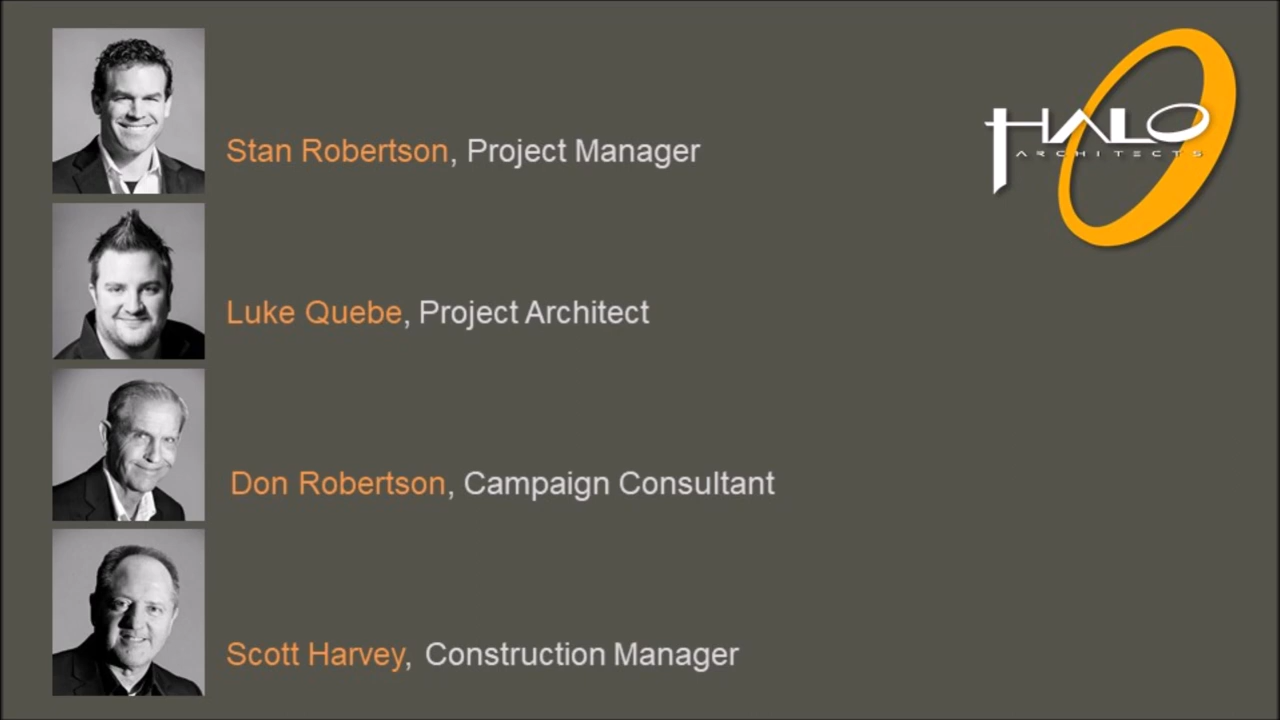 HALO
ARCHITECTS
Stan Robertson, Project Manager
Luke Quebe, Project Architect
Don Robertson, Campaign Consultant
Scott Harvey, Construction Manager